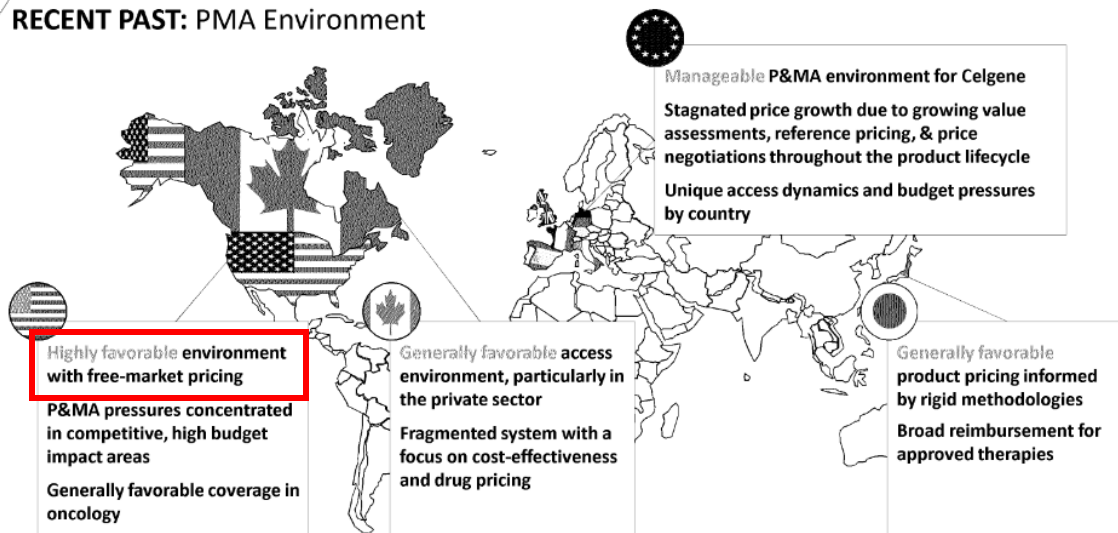 RECENT PAST: PMA Environment
Manageable P&MA environment for Celgene
Stagnated price growth due to growing value
assessments, reference pricing, & price
negotiations throughout the product lifecycle
Unique access dynamics and budget pressures
by country
Highly favorable environment
with free-market pricing
P&MA pressures concentrated
in competitive, high budget
impact areas
Generally favorable coverage in
oncology
Generally favorable access
environment, particularly in
the private sector
Fragmented system with a
focus on cost-effectiveness
and drug pricing
Generally favorable
product pricing informed
by rigid methodologies
Broad reimbursement for
approved therapies